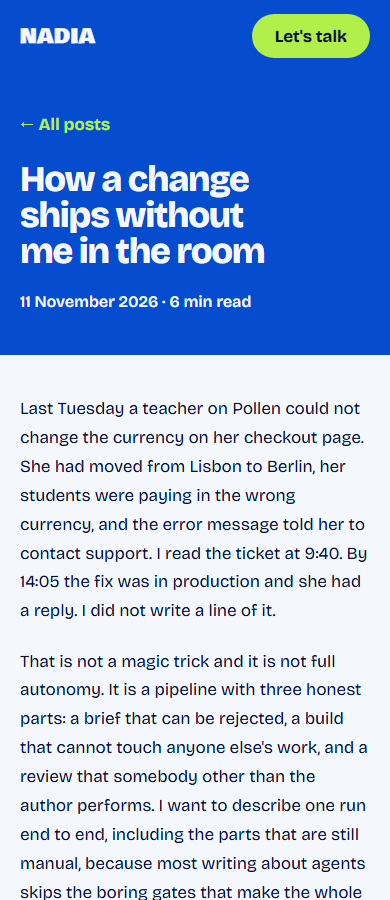 NADIA
Let's talk
← All posts
How a change
ships without
me in the room
11 November 2026 · 6 min read
Last Tuesday a teacher on Pollen could not
change the currency on her checkout page.
She had moved from Lisbon to Berlin, her
students were paying in the wrong
currency, and the error message told her to
contact support. I read the ticket at 9:40. By
14:05 the fix was in production and she had
a reply. I did not write a line of it.
That is not a magic trick and it is not full
autonomy. It is a pipeline with three honest
parts: a brief that can be rejected, a build
that cannot touch anyone else's work, and a
review that somebody other than the
author performs. I want to describe one run
end to end, including the parts that are still
manual, because most writing about agents
skips the boring gates that make the whole